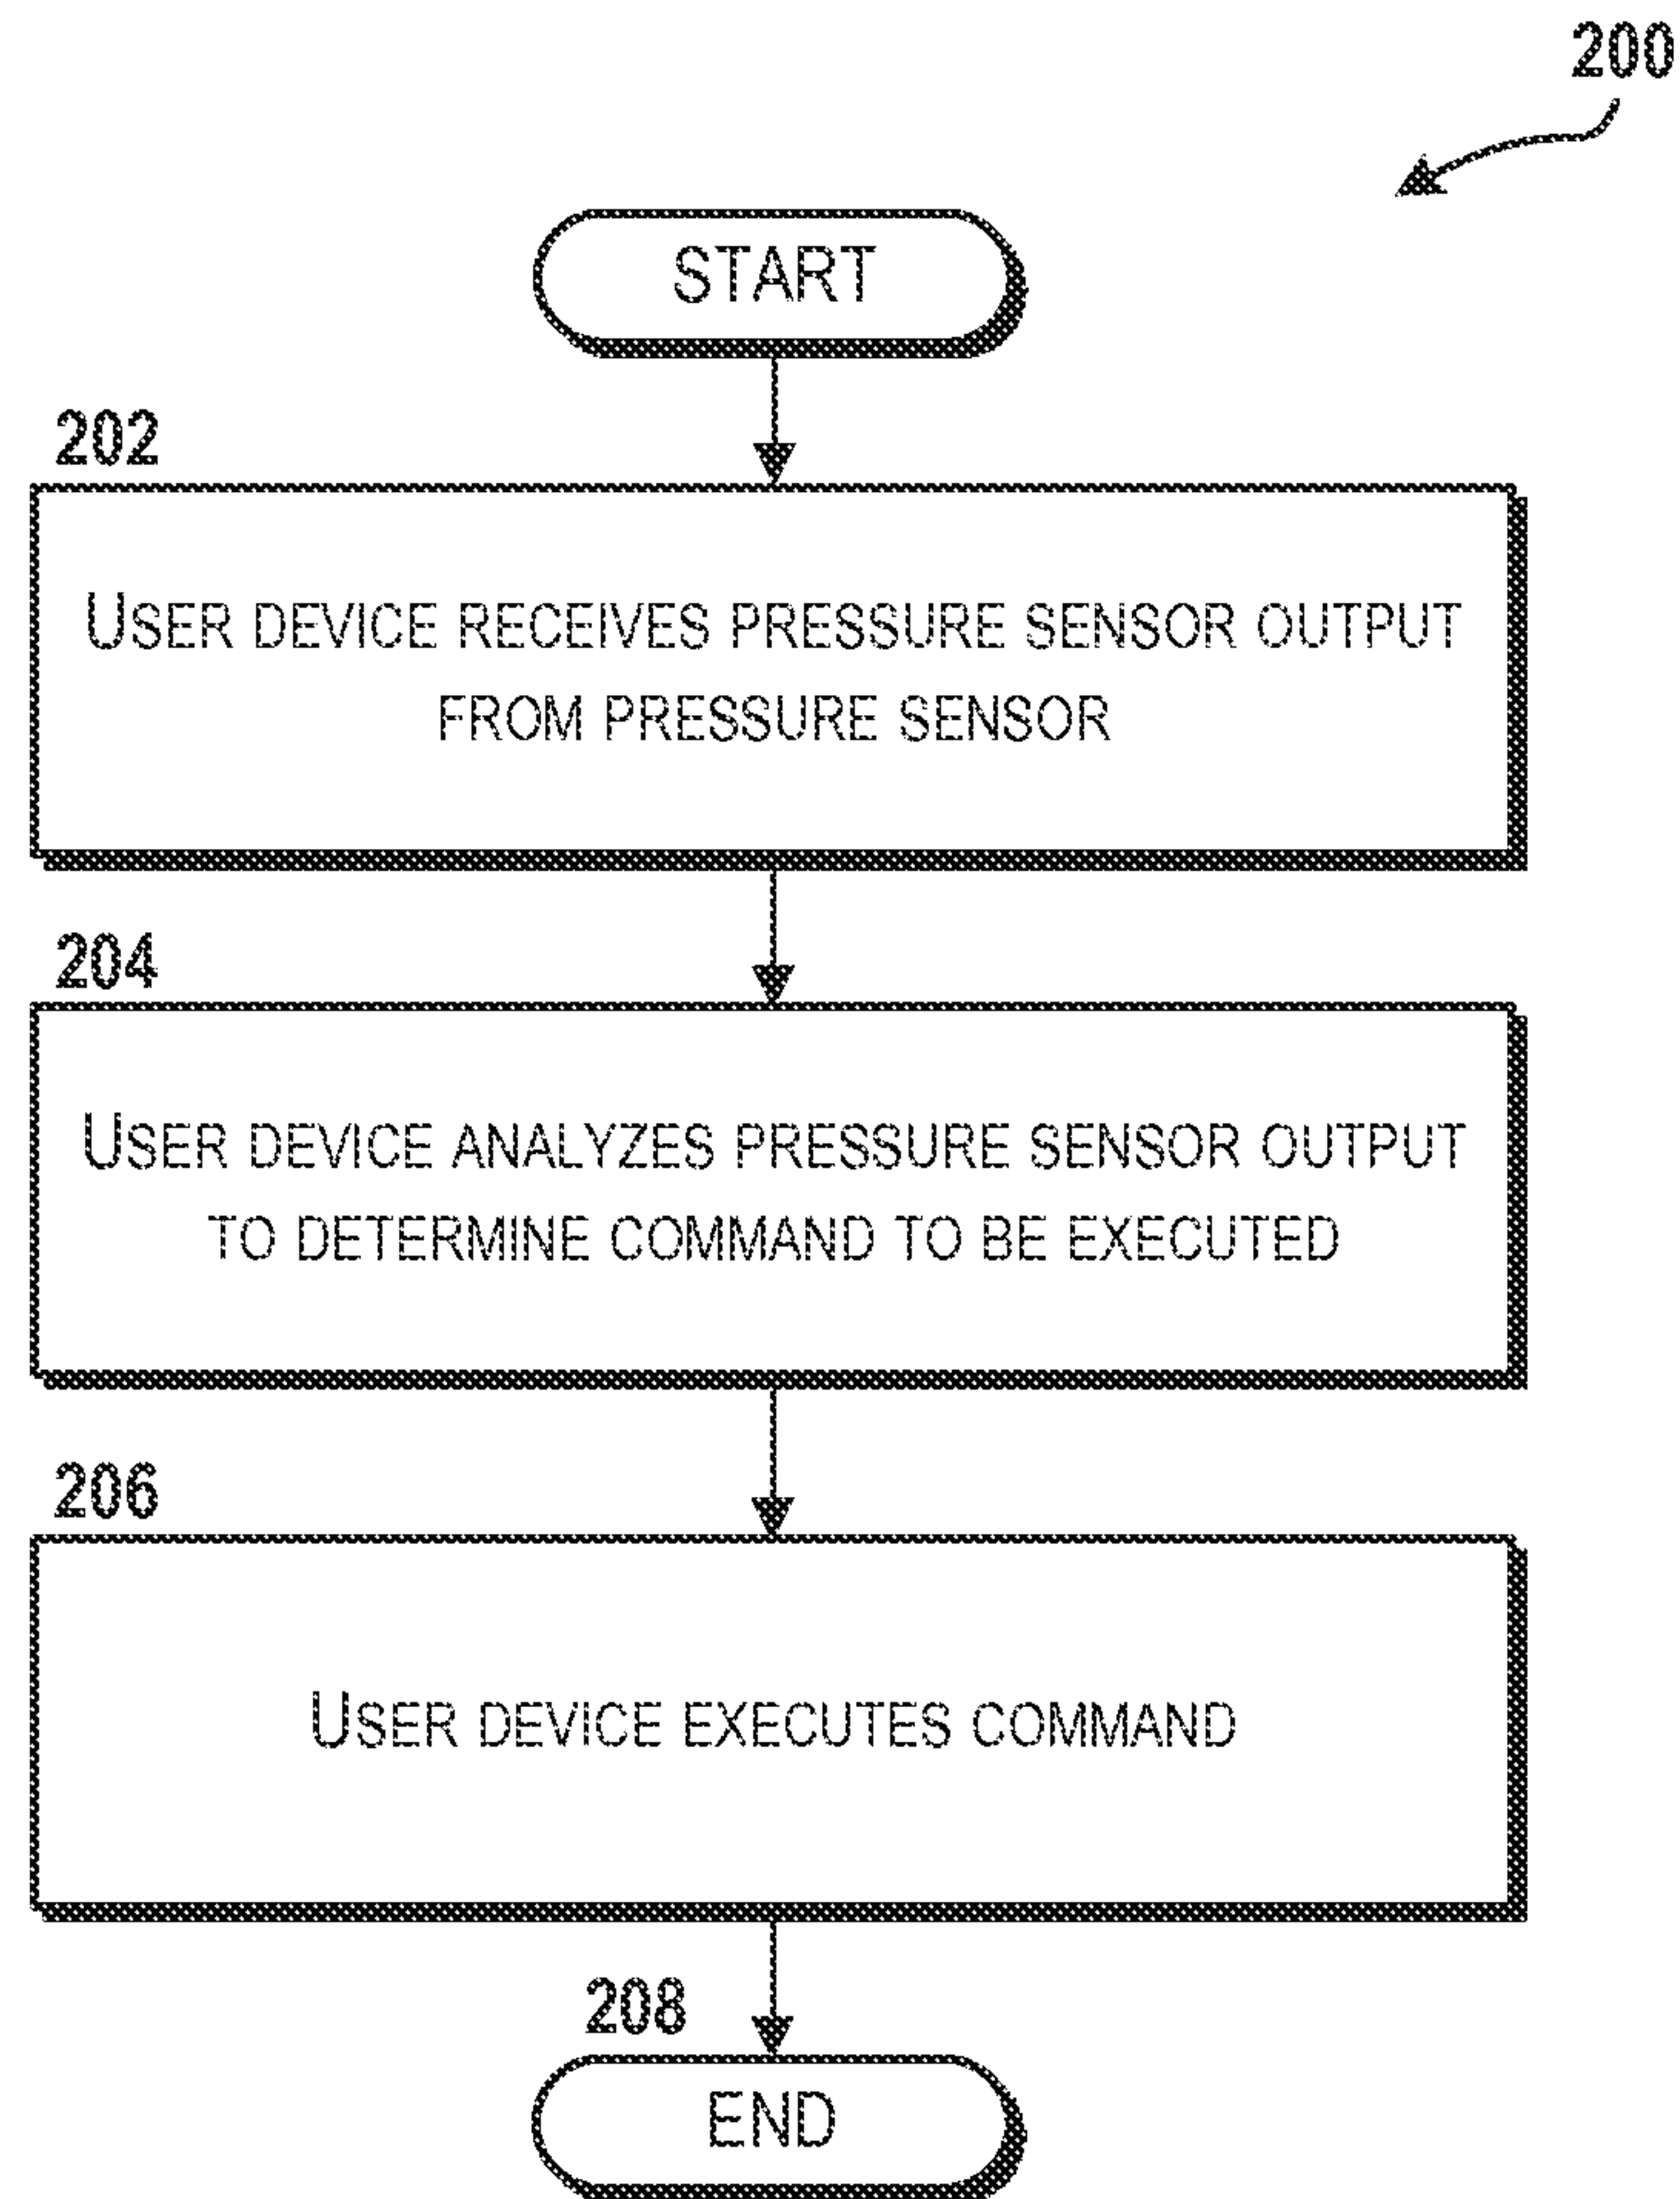 200
START
202
USER DEVICE RECEIVES PRESSURE SENSOR OUTPUT
FROM PRESSURE SENSOR
204
USER DEVICE ANALYZES PRESSURE SENSOR OUTPUT
TO DETERMINE COMMAND TO BE EXECUTED
206
USER DEVICE EXECUTES COMMAND
208
END